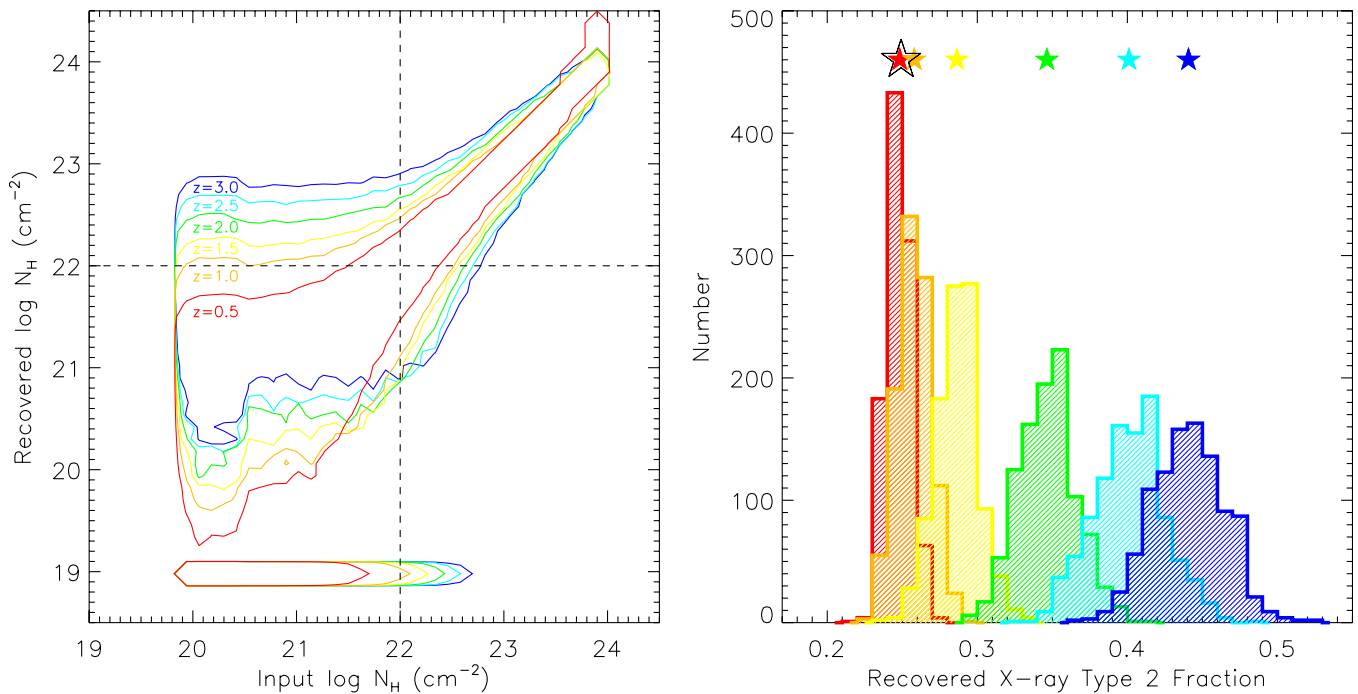 24
23
22
21
20
19
z=3.0
z=2.5
z=2.0
z=1.5
z=1.0
z=0.5
19 20 21 22 23 24
Input log N_H (cm^−2)
Recovered log N_H (cm^−2)
500
400
300
200
100
0
0.2 0.3 0.4 0.5
Recovered X−ray Type 2 Fraction
Number